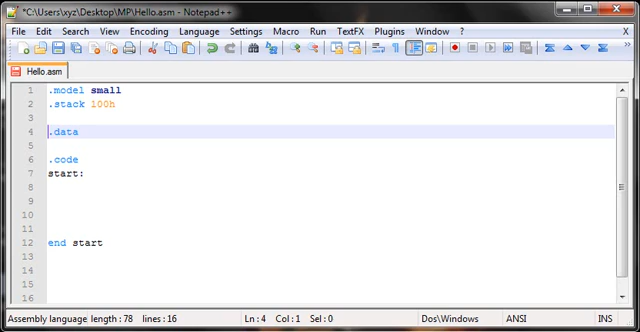 *C:\Users\xyz\Desktop\MP\Hello.asm - Notepad++
File Edit Search View Encoding Language Settings Macro Run TextFX Plugins Window ? X
Hello.asm
1 .model small
2 .stack 100h
3
4 .data
5
6 .code
7 start:
8
9
10
11
12 end start
13
14
15
16
Assembly language length : 78 lines : 16 Ln : 4 Col : 1 Sel : 0 Dos\Windows ANSI INS